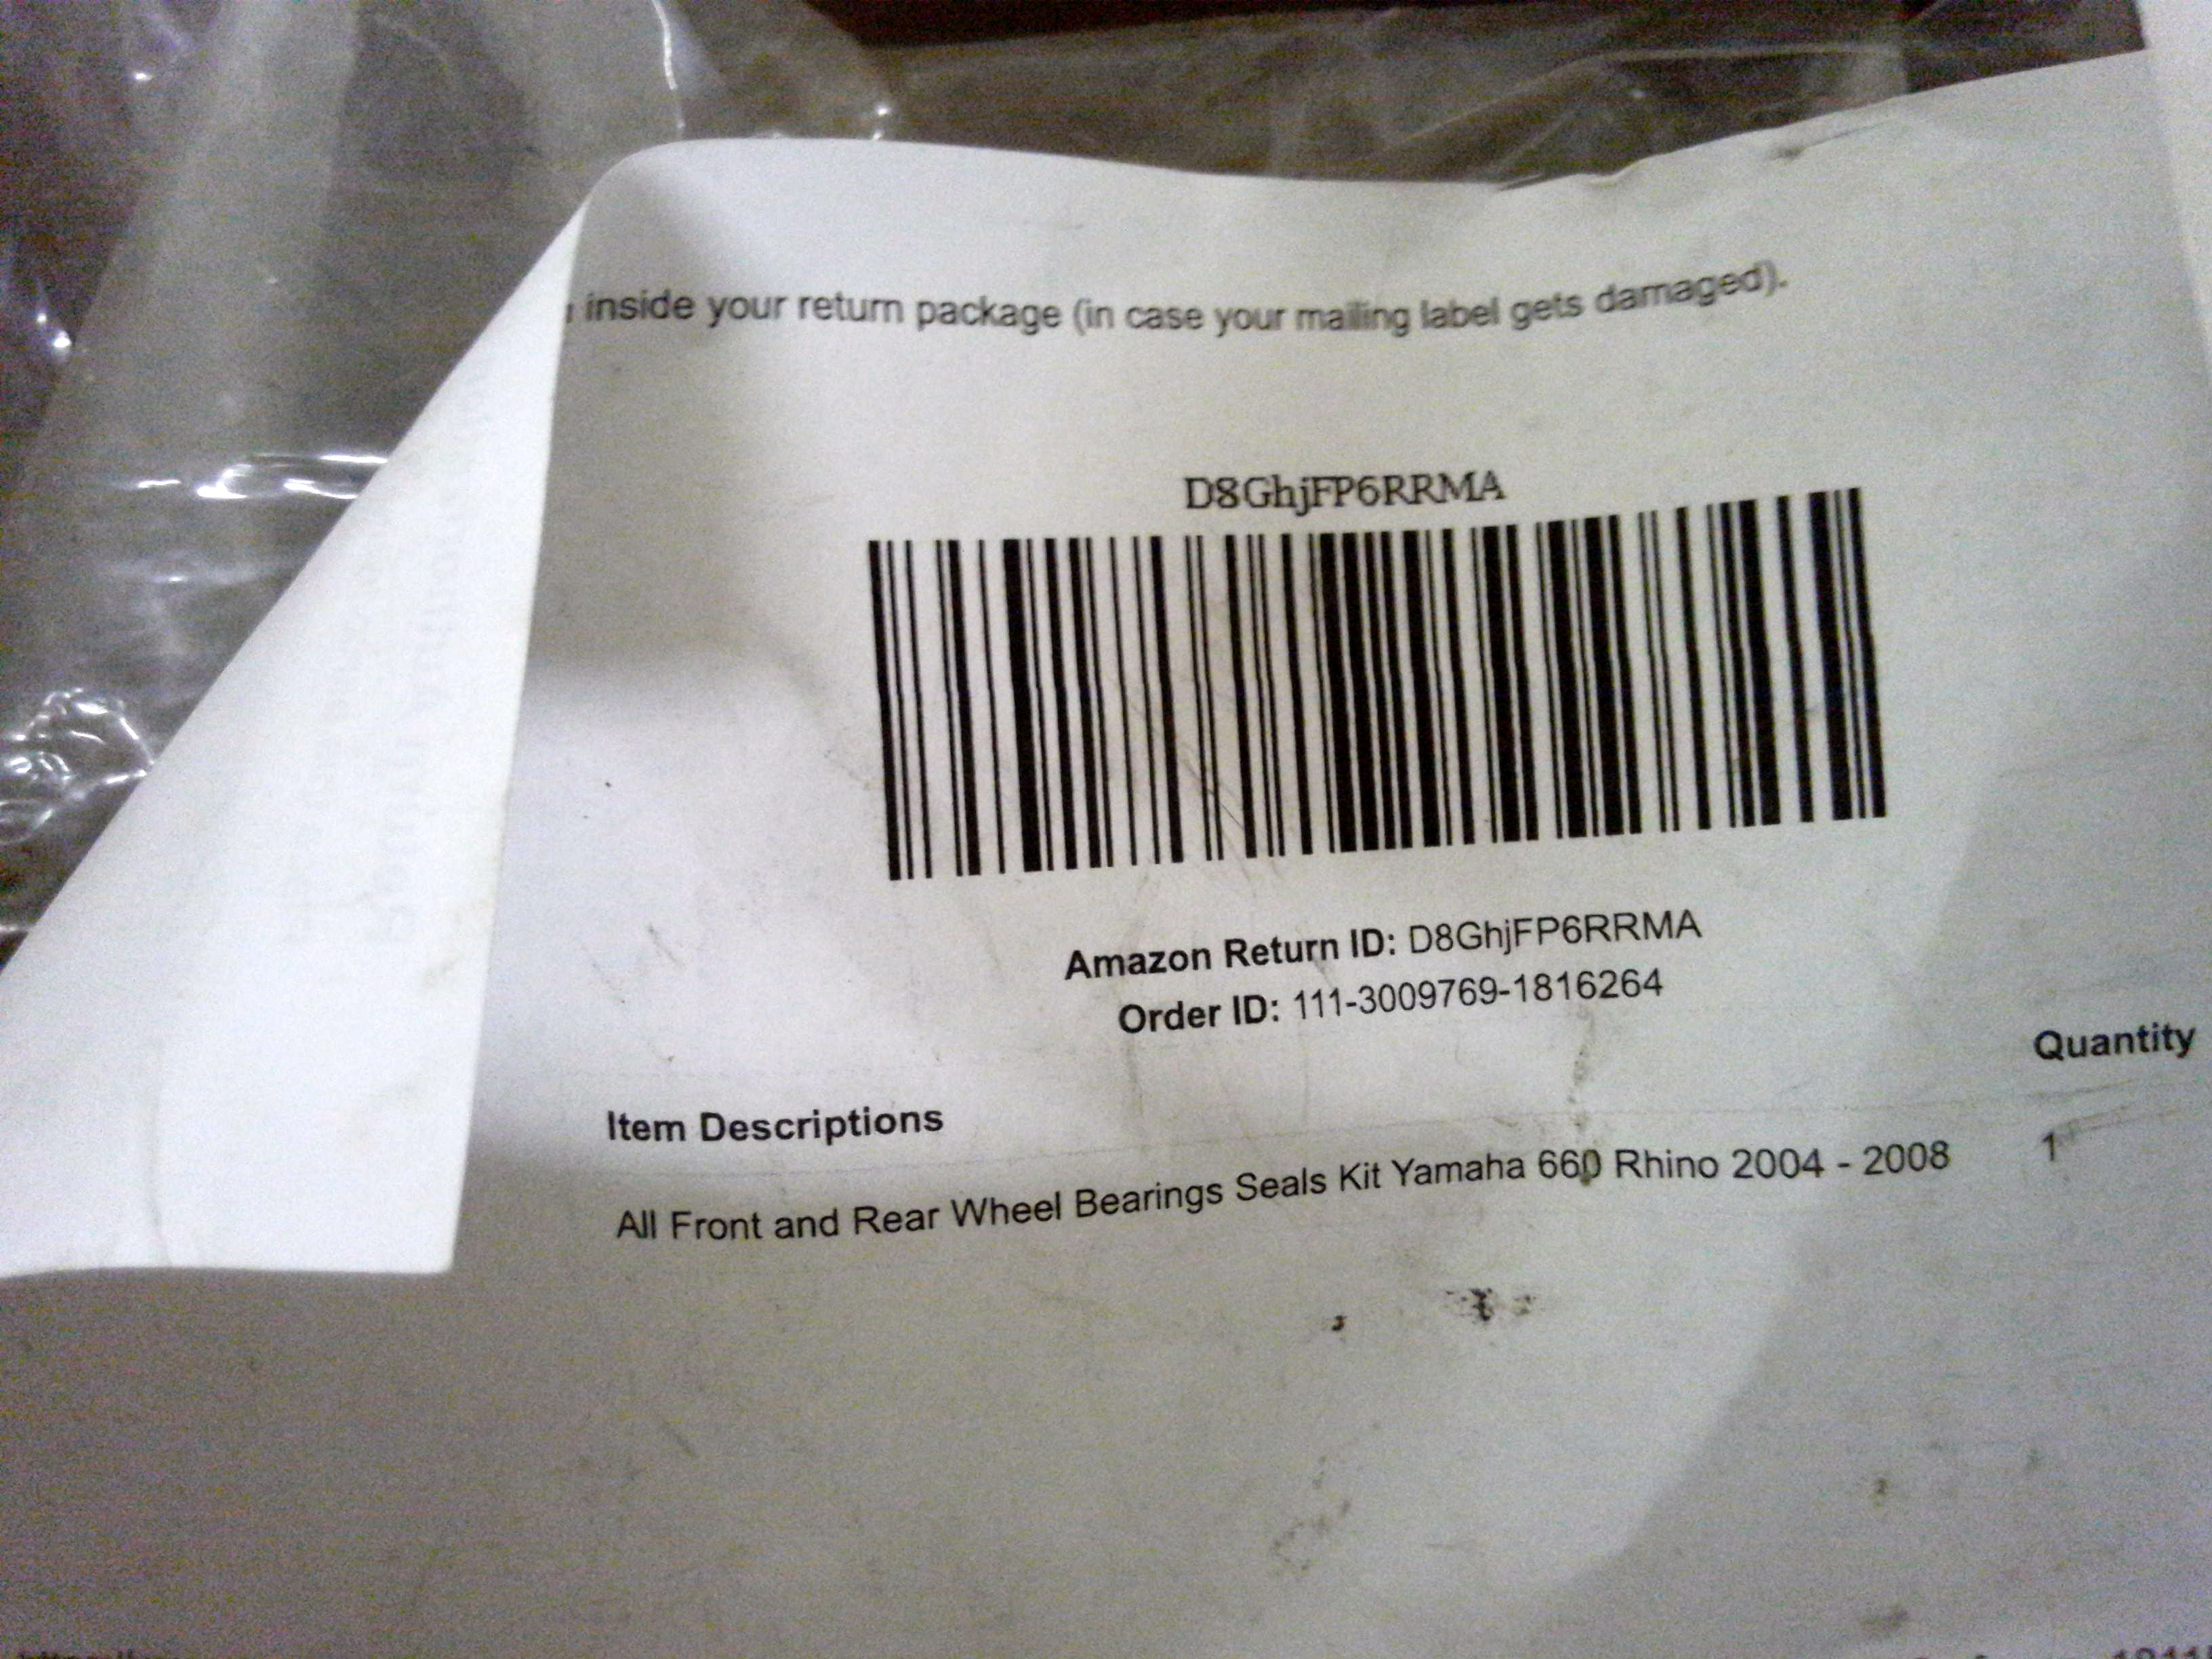 inside your return package (in case your mailing label gets damaged).
D8GhjFP6RRMA
Amazon Return ID: D8GhjFP6RRMA
Order ID: 111-3009769-1816264
Item Descriptions Quantity
All Front and Rear Wheel Bearings Seals Kit Yamaha 660 Rhino 2004 - 2008 1